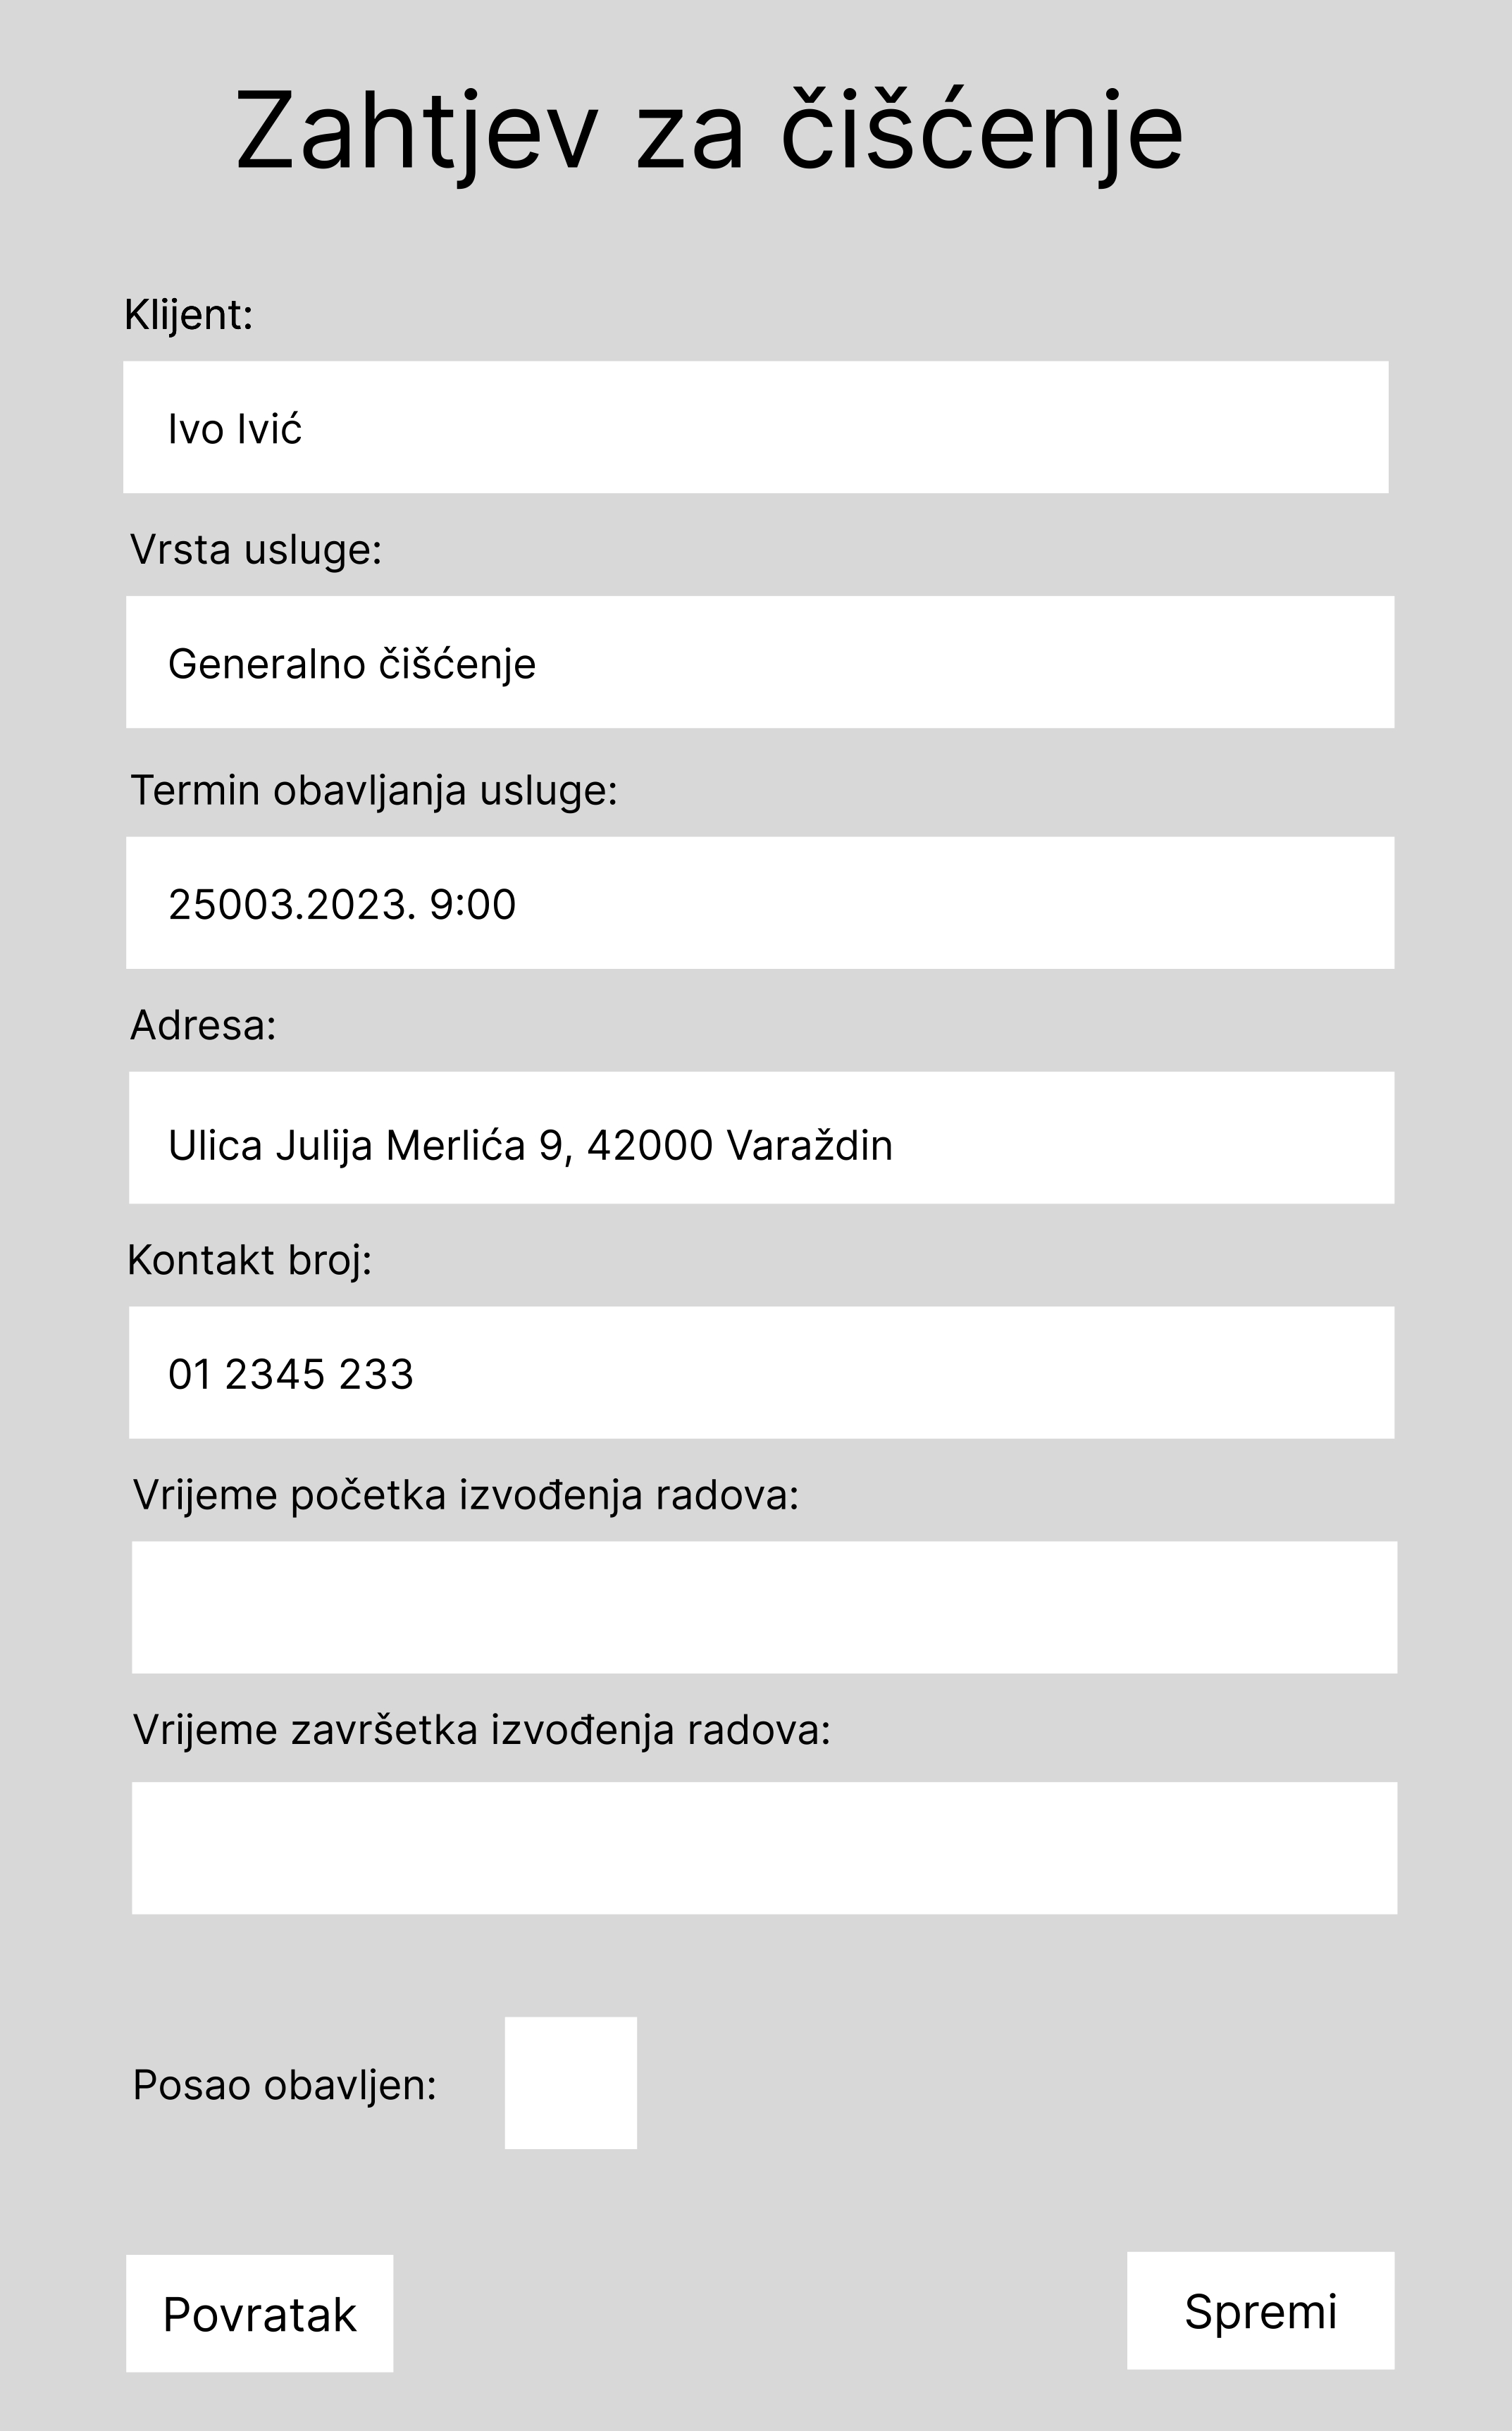 Zahtjev za čišćenje
Klijent:
Ivo Ivić
Vrsta usluge:
Generalno čišćenje
Termin obavljanja usluge:
25003.2023. 9:00
Adresa:
Ulica Julija Merlića 9, 42000 Varaždin
Kontakt broj:
01 2345 233
Vrijeme početka izvođenja radova:
Vrijeme završetka izvođenja radova:
Posao obavljen:
Povratak
Spremi